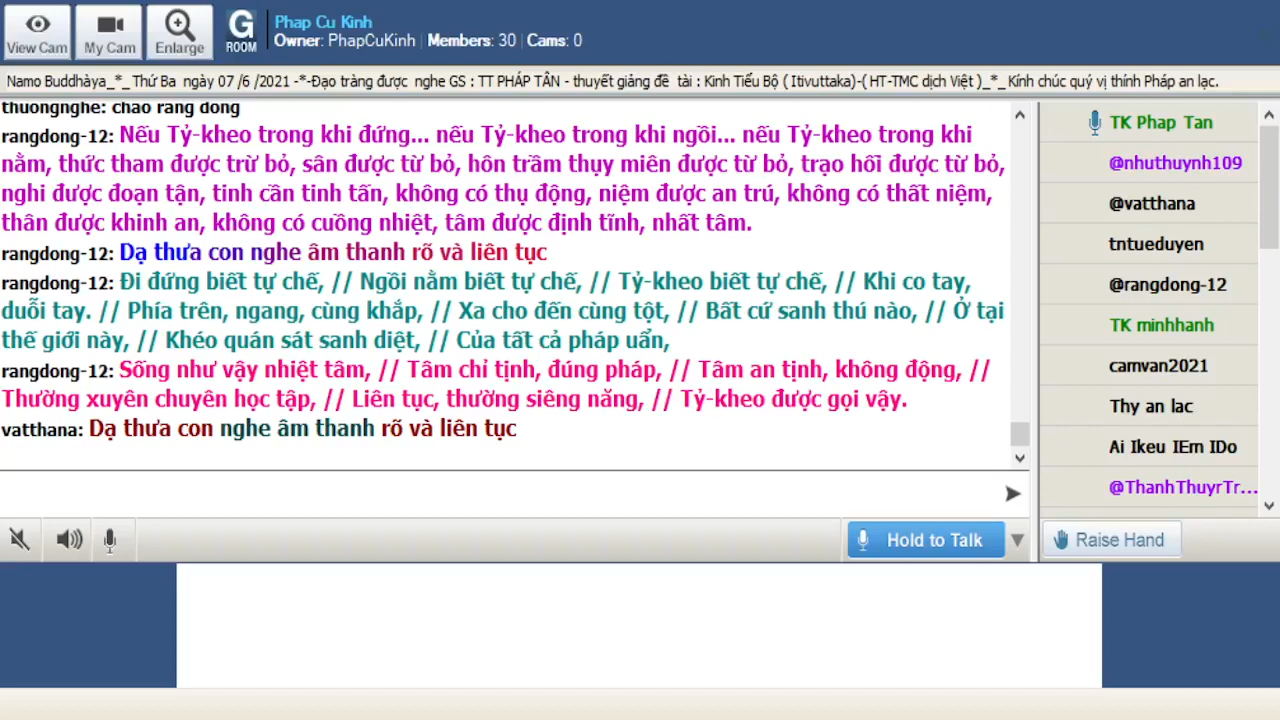 View Cam
My Cam
Enlarge
G
ROOM
Phap Cu Kinh
Owner: PhapCuKinh | Members: 30 | Cams: 0
Namo Buddhàya_*_ Thứ Ba ngày 07 /6 /2021 -*-Đạo tràng được nghe GS : TT PHÁP TÂN - thuyết giảng đề tài : Kinh Tiểu Bộ ( Itivuttaka)-( HT-TMC dịch Việt )_*_ Kính chúc quý vị thính Pháp an lạc.
thuongnghe: chao rang dong
rangdong-12: Nếu Tỷ-kheo trong khi đứng... nếu Tỷ-kheo trong khi ngồi... nếu Tỷ-kheo trong khi
nằm, thức tham được trừ bỏ, sân được từ bỏ, hôn trầm thụy miên được từ bỏ, trạo hối được từ bỏ,
nghi được đoạn tận, tinh cần tinh tấn, không có thụ động, niệm được an trú, không có thất niệm,
thân được khinh an, không có cuồng nhiệt, tâm được định tĩnh, nhất tâm.
rangdong-12: Dạ thưa con nghe âm thanh rõ và liên tục
rangdong-12: Đi đứng biết tự chế, // Ngồi nằm biết tự chế, // Tỷ-kheo biết tự chế, // Khi co tay,
duỗi tay. // Phía trên, ngang, cùng khắp, // Xa cho đến cùng tột, // Bất cứ sanh thú nào, // Ở tại
thế giới này, // Khéo quán sát sanh diệt, // Của tất cả pháp uẩn,
rangdong-12: Sống như vậy nhiệt tâm, // Tâm chỉ tịnh, đúng pháp, // Tâm an tịnh, không động, //
Thường xuyên chuyên học tập, // Liên tục, thường siêng năng, // Tỷ-kheo được gọi vậy.
vatthana: Dạ thưa con nghe âm thanh rõ và liên tục
TK Phap Tan
@nhuthuynh109
@vatthana
tntueduyen
@rangdong-12
TK minhhanh
camvan2021
Thy an lac
Ai Ikeu IEm IDo
@ThanhThuyrTr...
Hold to Talk
Raise Hand